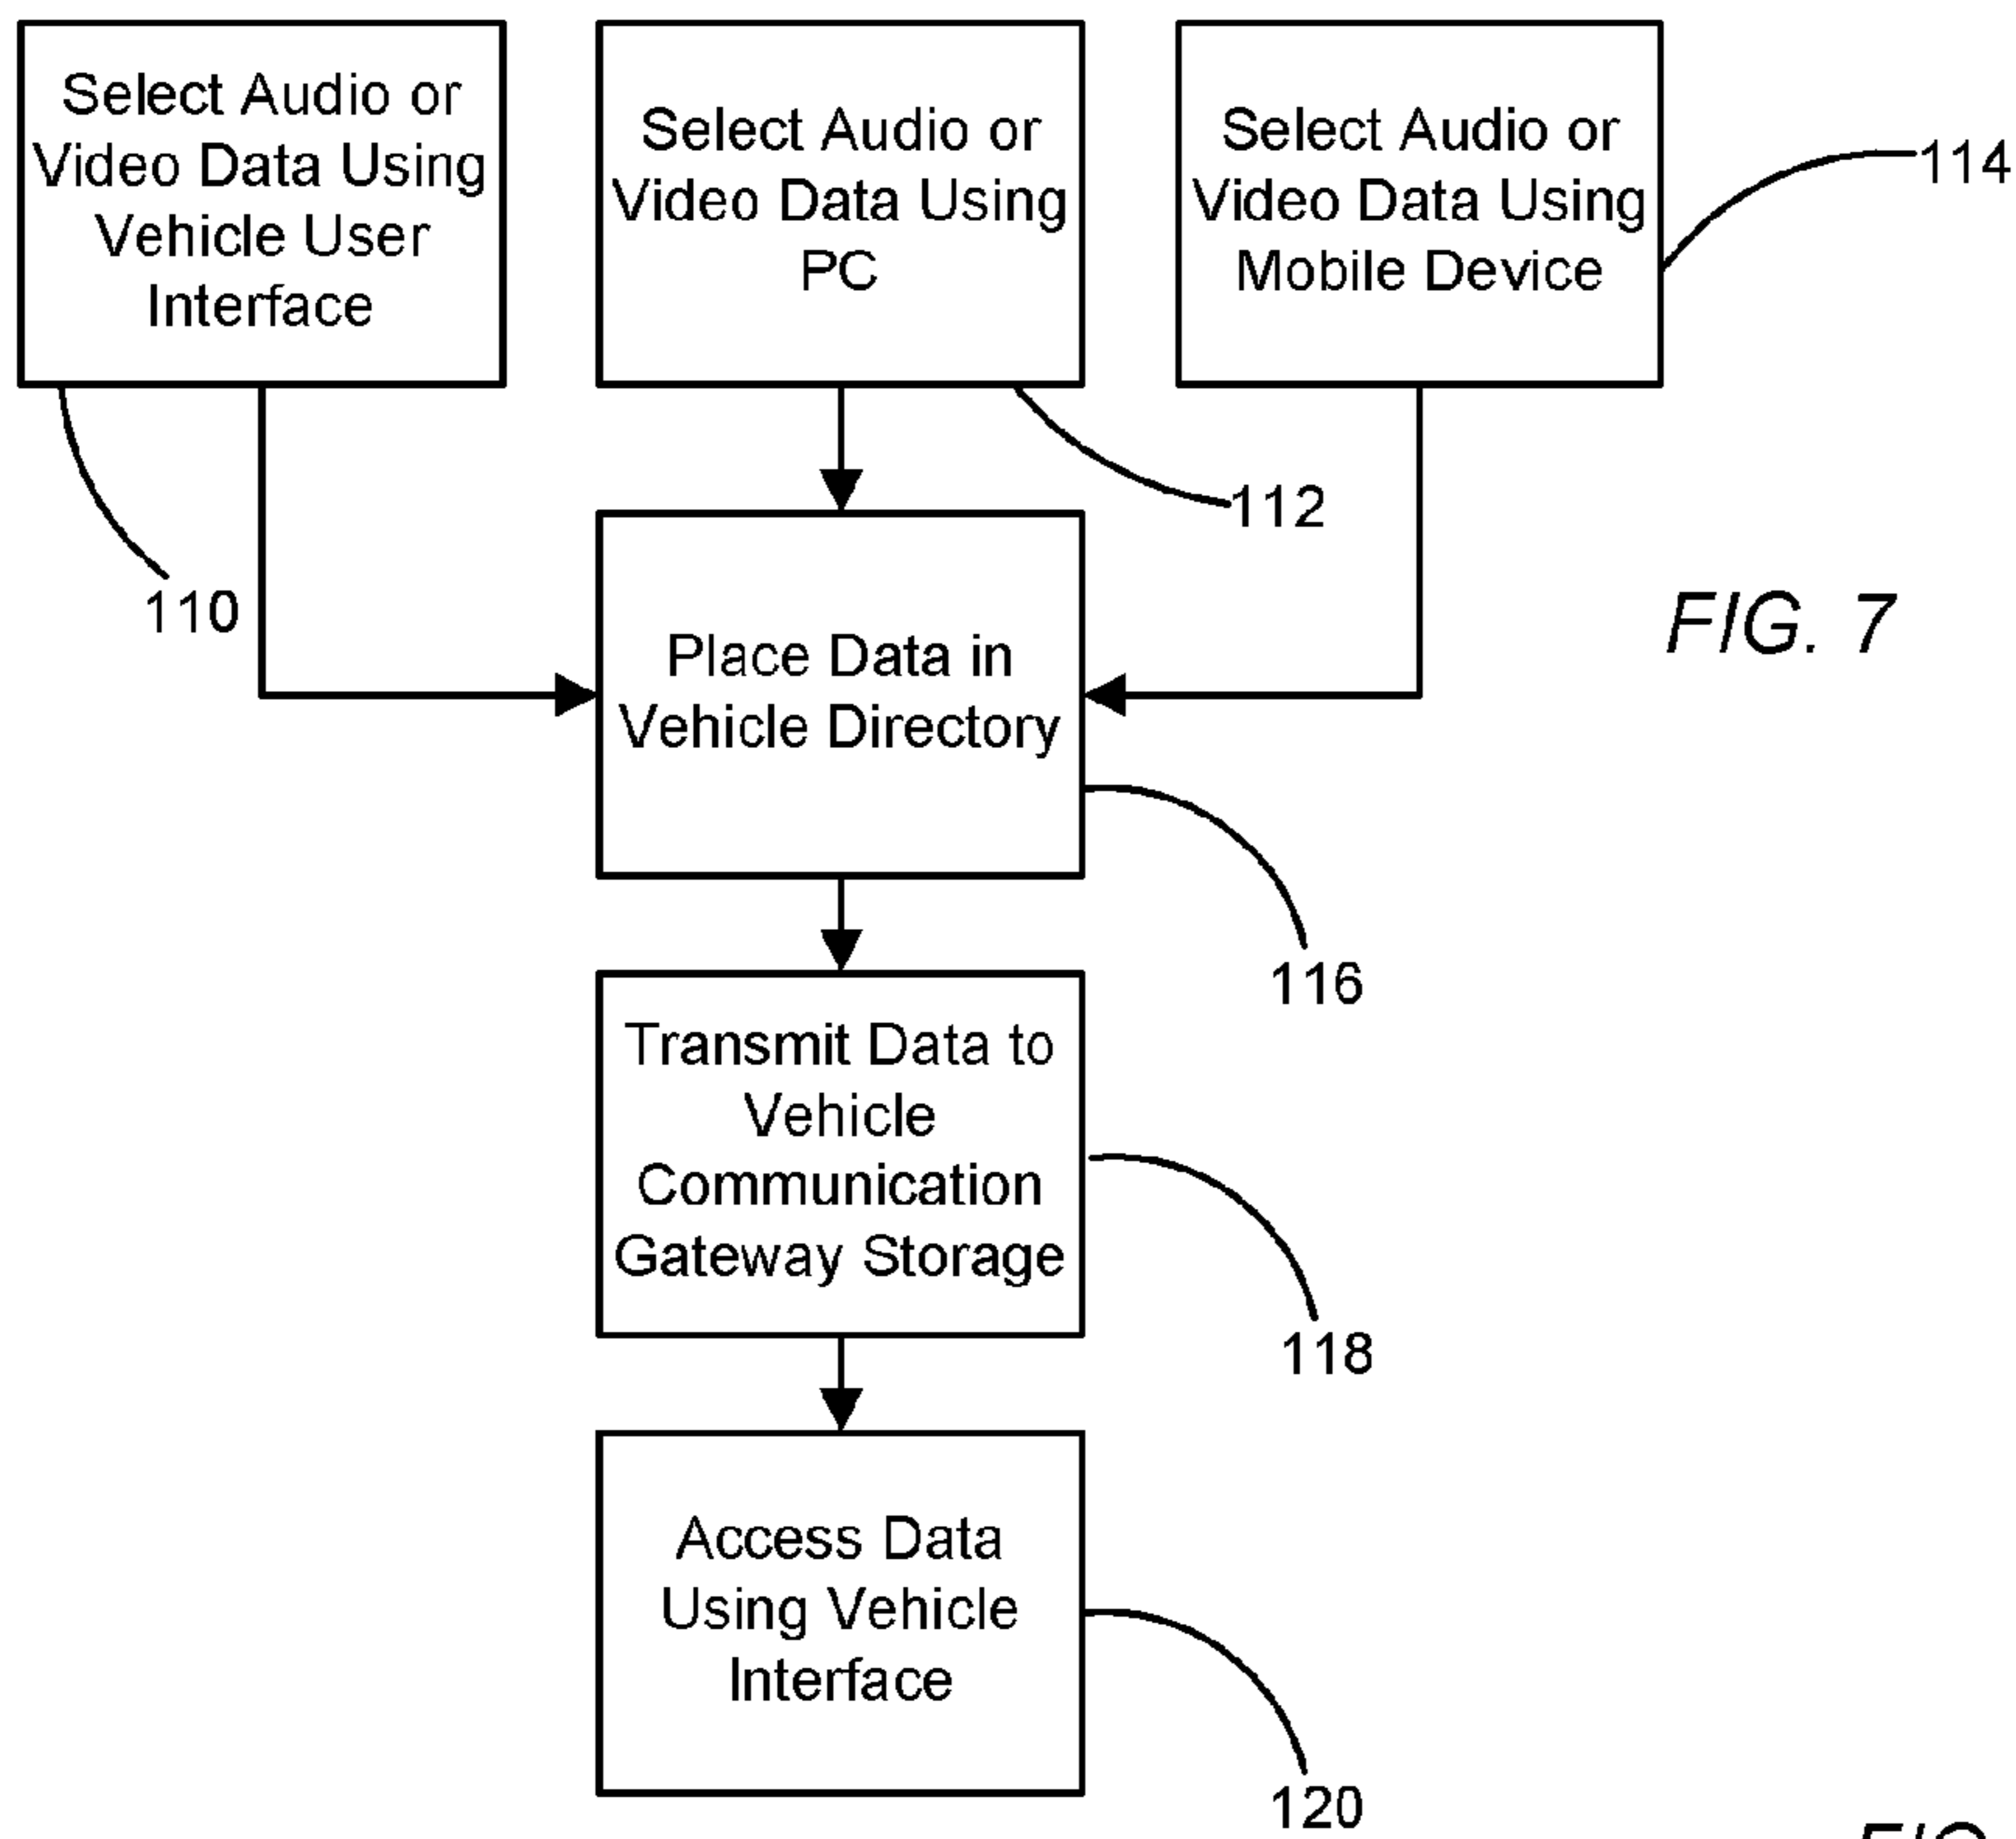 Select Audio or
Video Data Using
Vehicle User
Interface
Select Audio or
Video Data Using
PC
Select Audio or
Video Data Using
Mobile Device
114
112
110
FIG. 7
Place Data in
Vehicle Directory
116
Transmit Data to
Vehicle
Communication
Gateway Storage
118
Access Data
Using Vehicle
Interface
120